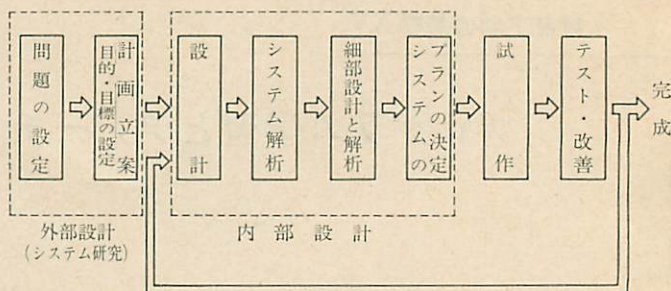 問題の設定
計画立案
目的・目標の設定
設計
システム解析
細部設計と解析
システムの
プランの決定
試作
テスト・改善
完成
外部設計
(システム研究)
内部設計